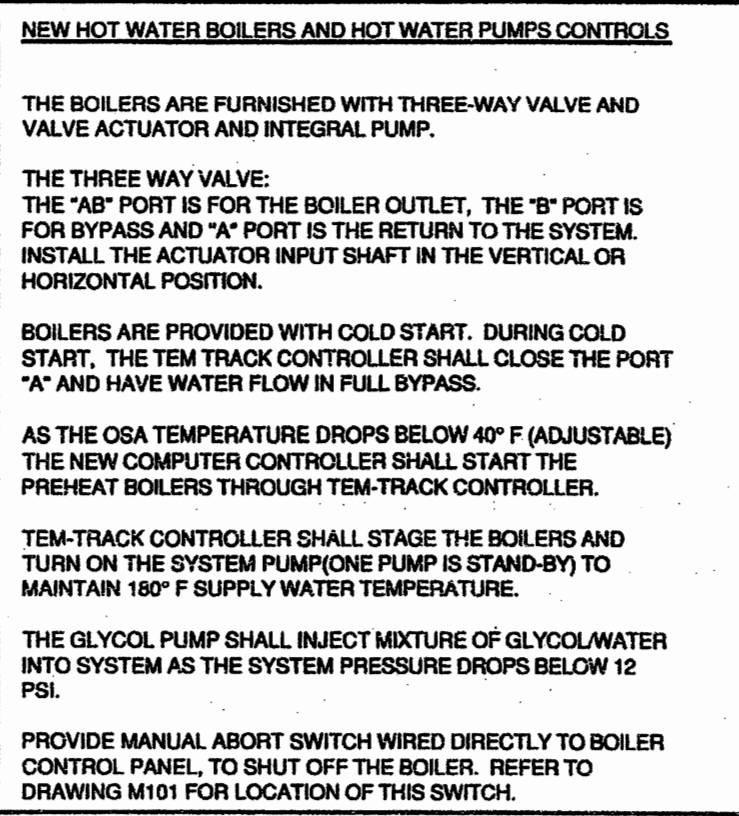 NEW HOT WATER BOILERS AND HOT WATER PUMPS CONTROLS
THE BOILERS ARE FURNISHED WITH THREE-WAY VALVE AND
VALVE ACTUATOR AND INTEGRAL PUMP.
THE THREE WAY VALVE:
THE "AB" PORT IS FOR THE BOILER OUTLET, THE "B" PORT IS
FOR BYPASS AND "A" PORT IS THE RETURN TO THE SYSTEM.
INSTALL THE ACTUATOR INPUT SHAFT IN THE VERTICAL OR
HORIZONTAL POSITION.
BOILERS ARE PROVIDED WITH COLD START. DURING COLD
START, THE TEM TRACK CONTROLLER SHALL CLOSE THE PORT
"A" AND HAVE WATER FLOW IN FULL BYPASS.
AS THE OSA TEMPERATURE DROPS BELOW 40° F (ADJUSTABLE)
THE NEW COMPUTER CONTROLLER SHALL START THE
PREHEAT BOILERS THROUGH TEM-TRACK CONTROLLER.
TEM-TRACK CONTROLLER SHALL STAGE THE BOILERS AND
TURN ON THE SYSTEM PUMP(ONE PUMP IS STAND-BY) TO
MAINTAIN 180° F SUPPLY WATER TEMPERATURE.
THE GLYCOL PUMP SHALL INJECT MIXTURE OF GLYCOL/WATER
INTO SYSTEM AS THE SYSTEM PRESSURE DROPS BELOW 12
PSI.
PROVIDE MANUAL ABORT SWITCH WIRED DIRECTLY TO BOILER
CONTROL PANEL, TO SHUT OFF THE BOILER. REFER TO
DRAWING M101 FOR LOCATION OF THIS SWITCH.